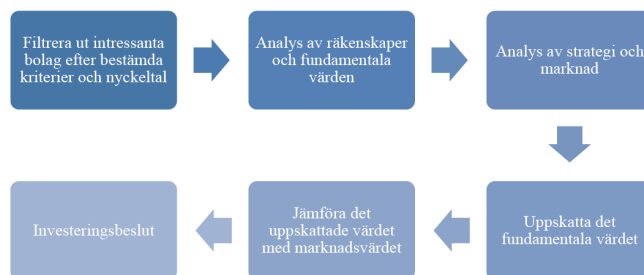 Filtrera ut intressanta
bolag efter bestämda
kriterier och nyckeltal
Analys av räkenskaper
och fundamentala
värden
Analys av strategi och
marknad
Uppskatta det
fundamentala värdet
Jämföra det
uppskattade värdet
med marknadsvärdet
Investeringsbeslut